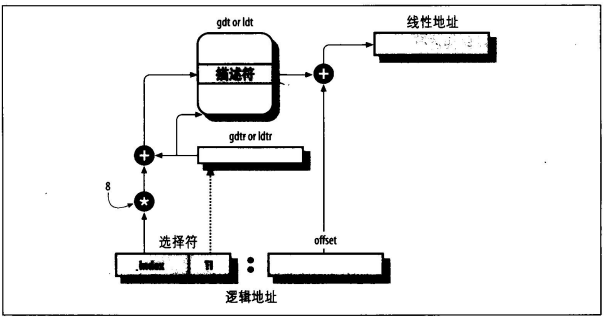 gdt or ldt
线性地址
描述符
+
gdtr or ldtr
+
8
*
选择符
offset
Index
TI
:
逻辑地址